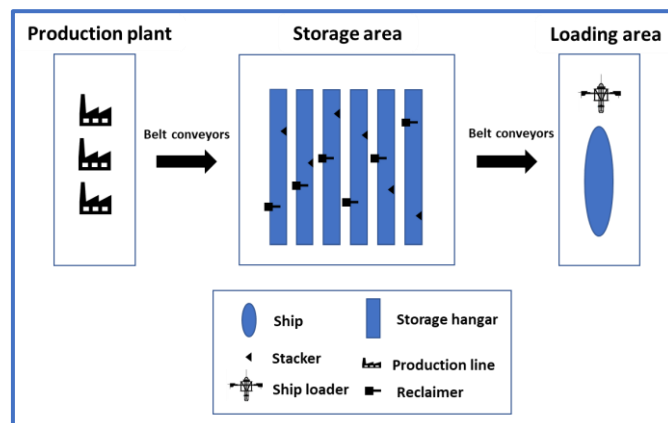 Production plant
Storage area
Loading area
Belt conveyors
Belt conveyors
Ship
Storage hangar
Stacker
Production line
Ship loader
Reclaimer